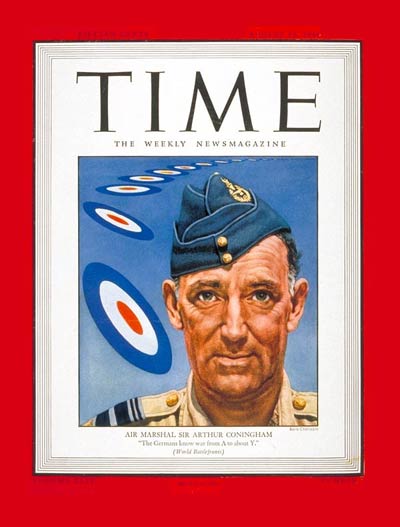 TIME
THE WEEKLY NEWSMAGAZINE
AIR MARSHAL SIR ARTHUR CONINGHAM
"The Germans know war from A to about Y."
(World Battlefronts)